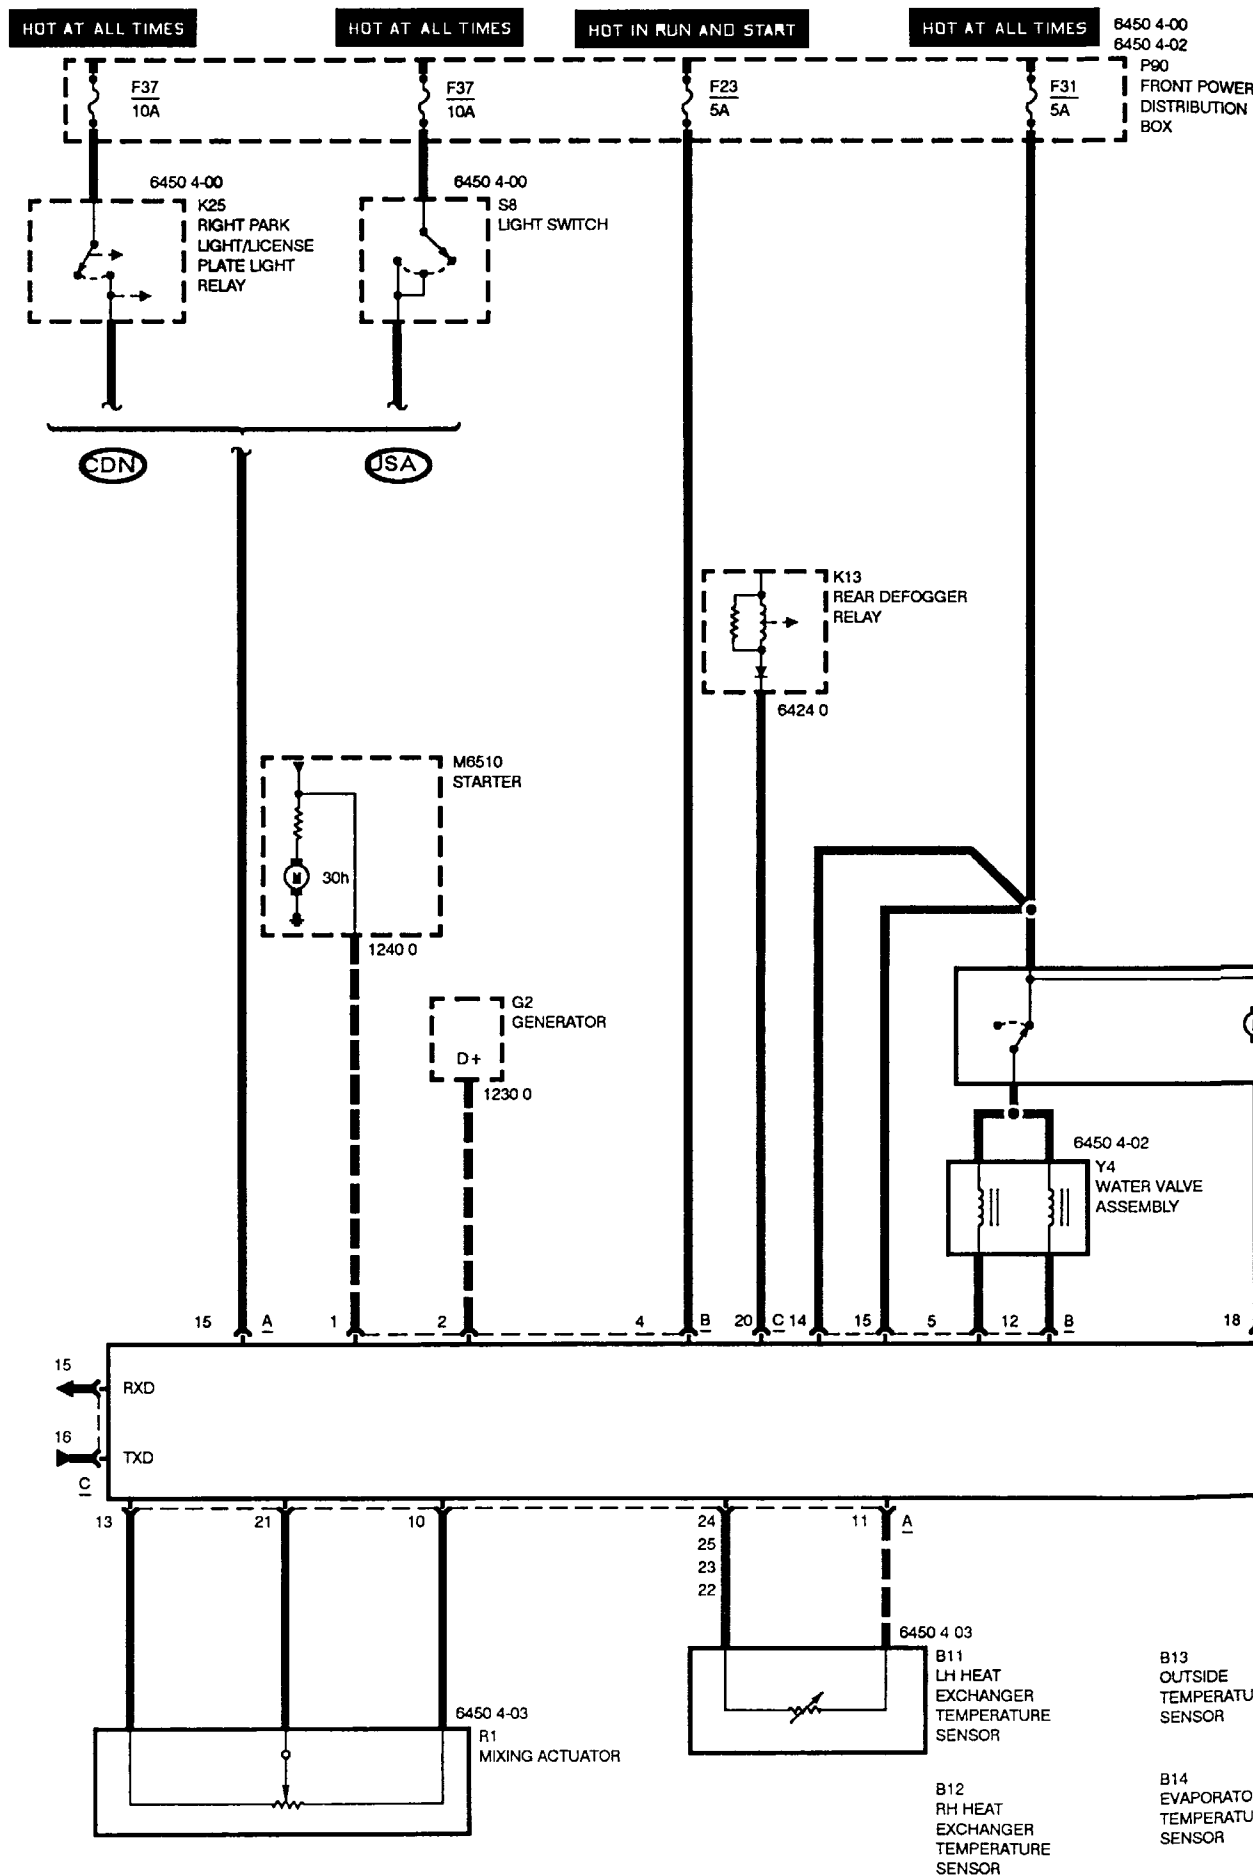 HOT AT ALL TIMES
HOT AT ALL TIMES
HOT IN RUN AND START
HOT AT ALL TIMES
6450 4-00
6450 4-02
P90
FRONT POWER
DISTRIBUTION
BOX
F37
10A
F37
10A
F23
5A
F31
5A
6450 4-00
K25
RIGHT PARK
LIGHT/LICENSE
PLATE LIGHT
RELAY
6450 4-00
S8
LIGHT SWITCH
CDN
USA
K13
REAR DEFOGGER
RELAY
6424 0
M6510
STARTER
M
30h
1240 0
G2
GENERATOR
D+
1230 0
6450 4-02
Y4
WATER VALVE
ASSEMBLY
15 A 1 2 4 B 20 C 14 15 5 12 B 18
15
RXD
16
TXD
C
13 21 10 24 11 A
25
23
22
6450 4 03
B11
LH HEAT
EXCHANGER
TEMPERATURE
SENSOR
B13
OUTSIDE
TEMPERATU
SENSOR
6450 4-03
R1
MIXING ACTUATOR
B12
RH HEAT
EXCHANGER
TEMPERATURE
SENSOR
B14
EVAPORATO
TEMPERATU
SENSOR